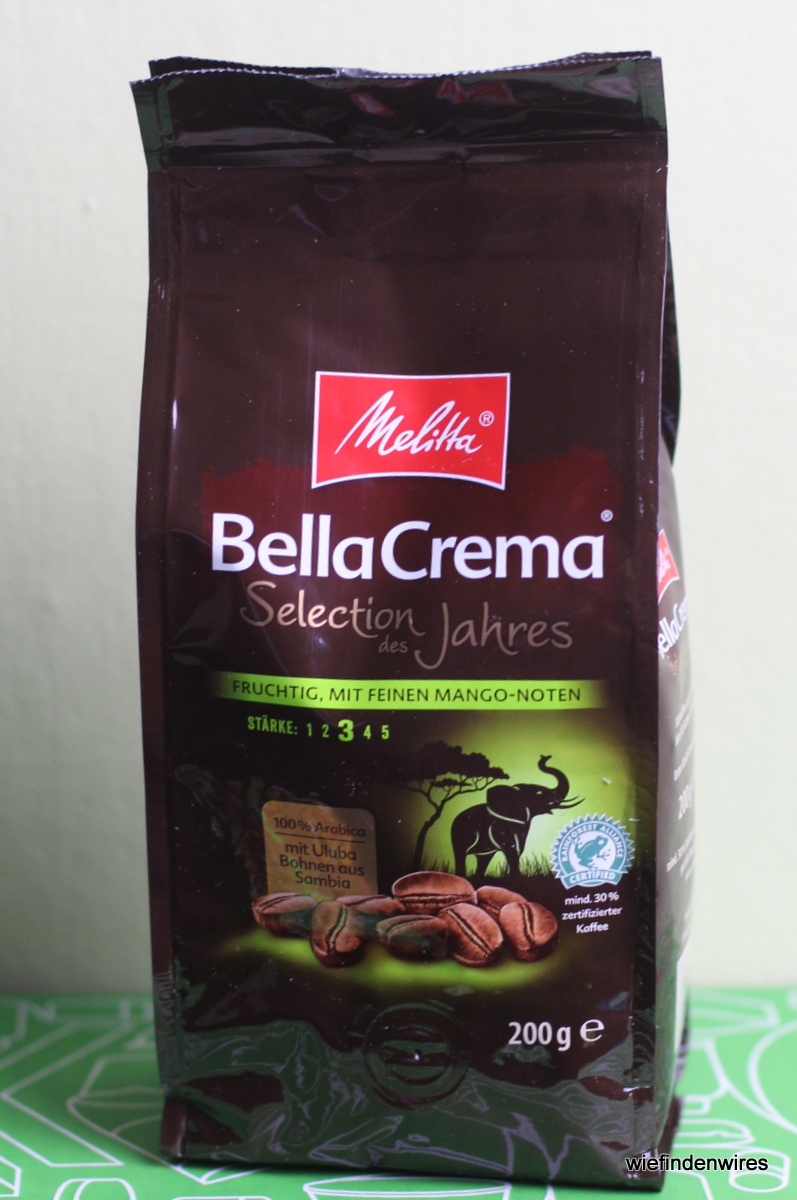 Melitta®
BellaCrema®
Selection
des Jahres
FRUCHTIG, MIT FEINEN MANGO-NOTEN
STÄRKE: 1 2 3 4 5
100% Arabica
mit Uluba
Bohnen aus
Sambia
RAINFOREST ALLIANCE
CERTIFIED
mind. 30%
zertifizierter
Kaffee
200 g ℮
wiefindenwires